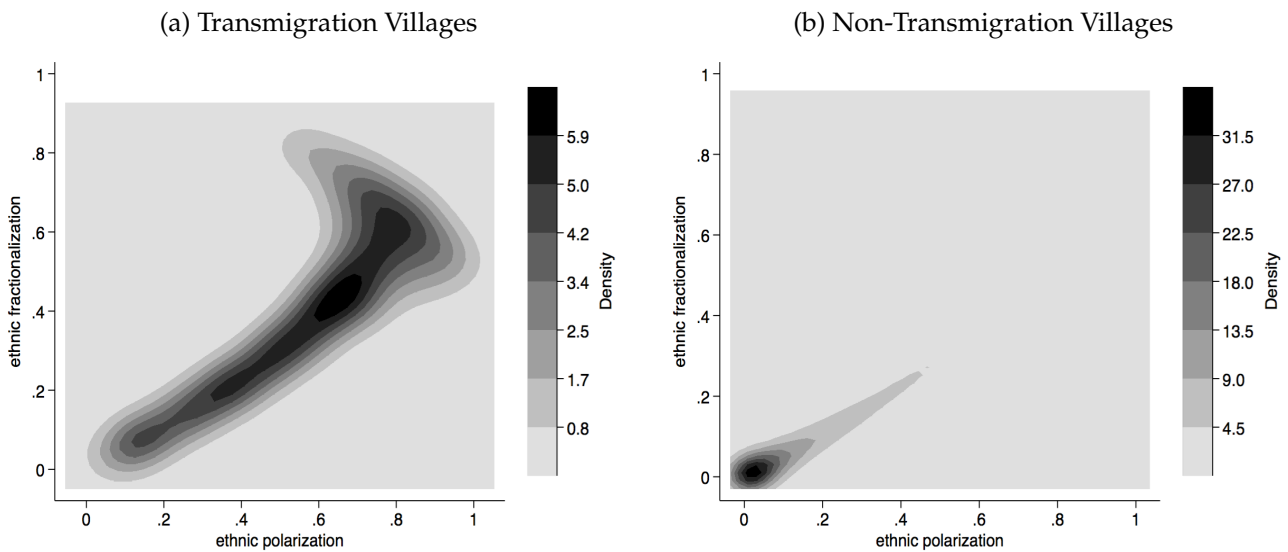 (a) Transmigration Villages
1
.8
.6
.4
.2
0
ethnic fractionalization
0 .2 .4 .6 .8 1
ethnic polarization
5.9
5.0
4.2
3.4
2.5
1.7
0.8
Density
(b) Non-Transmigration Villages
1
.8
.6
.4
.2
0
ethnic fractionalization
0 .2 .4 .6 .8 1
ethnic polarization
31.5
27.0
22.5
18.0
13.5
9.0
4.5
Density